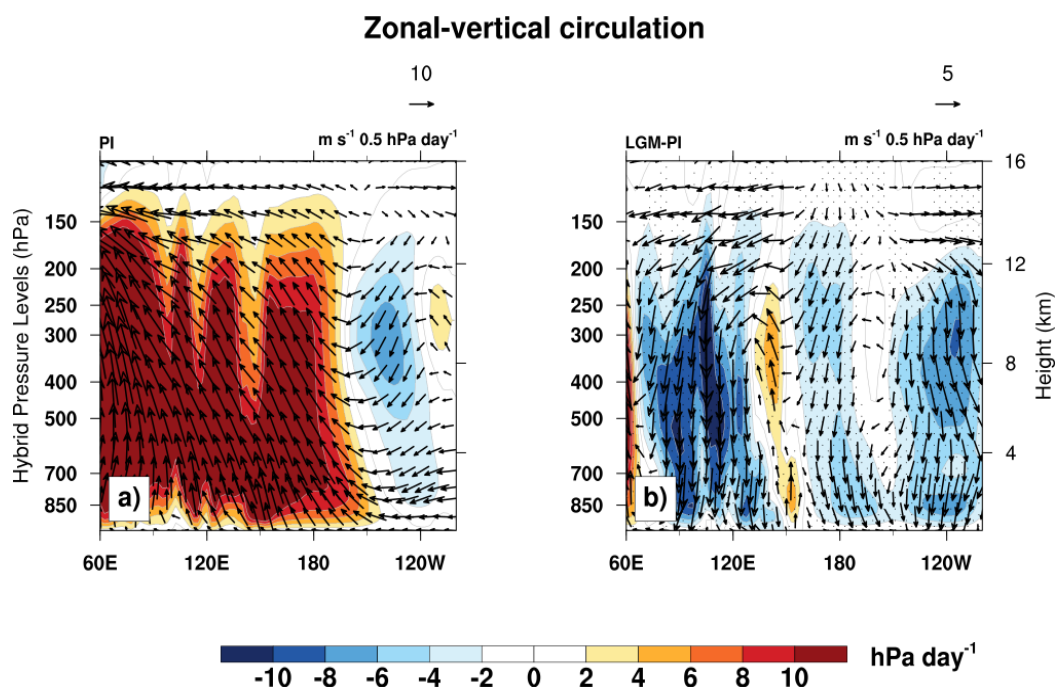 Zonal-vertical circulation
10
5
PI
m s⁻¹ 0.5 hPa day⁻¹
LGM-PI
m s⁻¹ 0.5 hPa day⁻¹
Hybrid Pressure Levels (hPa)
150
200
250
300
400
500
700
850
a)
60E
120E
180
120W
150
200
250
300
400
500
700
850
b)
60E
120E
180
120W
16
12
8
4
Height (km)
-10
-8
-6
-4
-2
0
2
4
6
8
10
hPa day⁻¹